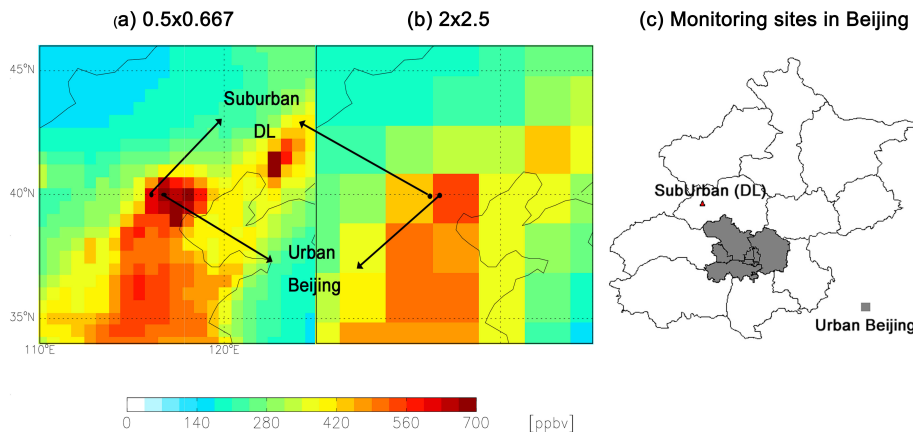 (a) 0.5x0.667
(b) 2x2.5
(c) Monitoring sites in Beijing
45°N
40°N
35°N
110°E
120°E
Suburban
DL
Urban
Beijing
SubUrban (DL)
Urban Beijing
0 140 280 420 560 700 [ppbv]